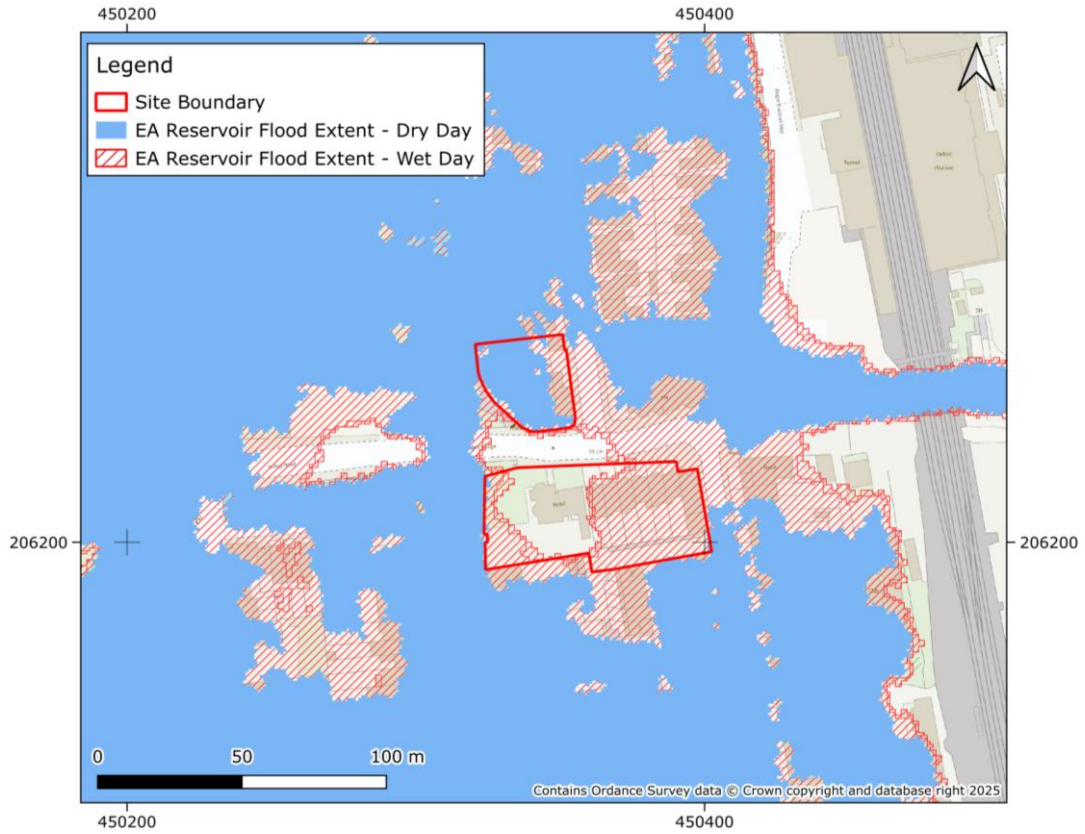 450200
450400
Legend
Site Boundary
EA Reservoir Flood Extent - Dry Day
EA Reservoir Flood Extent - Wet Day
206200
206200
Hotel
0
50
100 m
Contains Ordance Survey data © Crown copyright and database right 2025
450200
450400